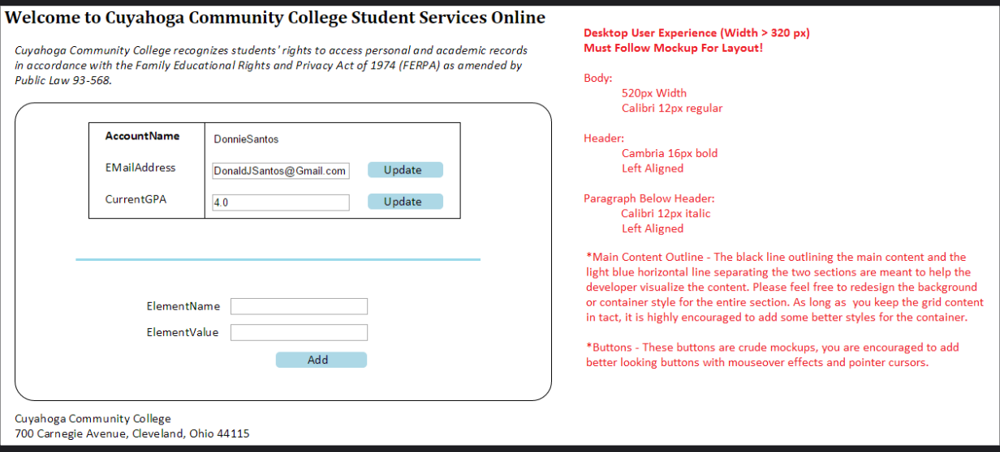 Welcome to Cuyahoga Community College Student Services Online
Cuyahoga Community College recognizes students' rights to access personal and academic records
in accordance with the Family Educational Rights and Privacy Act of 1974 (FERPA) as amended by
Public Law 93-568.
AccountName DonnieSantos
EMailAddress DonaldJSantos@Gmail.com Update
CurrentGPA 4.0 Update
ElementName
ElementValue
Add
Cuyahoga Community College
700 Carnegie Avenue, Cleveland, Ohio 44115
Desktop User Experience (Width > 320 px)
Must Follow Mockup For Layout!
Body:
520px Width
Calibri 12px regular
Header:
Cambria 16px bold
Left Aligned
Paragraph Below Header:
Calibri 12px italic
Left Aligned
*Main Content Outline - The black line outlining the main content and the
light blue horizontal line separating the two sections are meant to help the
developer visualize the content. Please feel free to redesign the background
or container style for the entire section. As long as you keep the grid content
in tact, it is highly encouraged to add some better styles for the container.
*Buttons - These buttons are crude mockups, you are encouraged to add
better looking buttons with mouseover effects and pointer cursors.